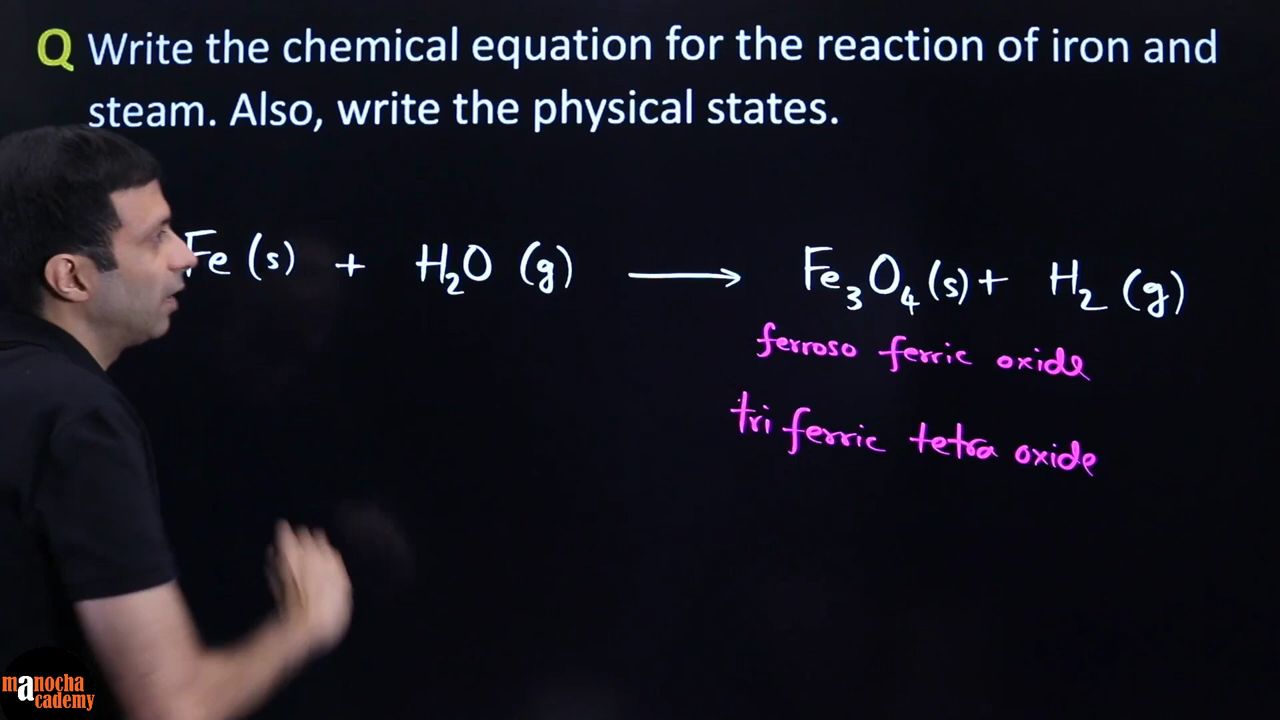 Q Write the chemical equation for the reaction of iron and
steam. Also, write the physical states.
Fe (s) + H₂O (g) ⟶ Fe₃O₄ (s) + H₂ (g)
ferroso ferric oxide
tri ferric tetra oxide
manocha
academy